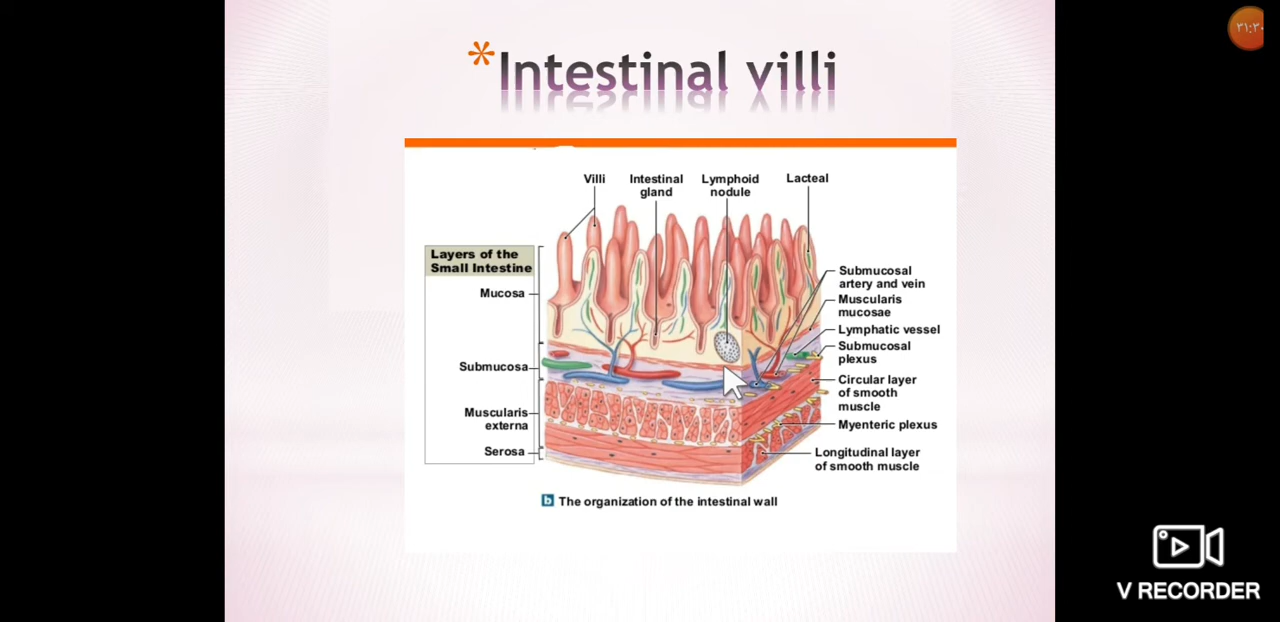 *Intestinal villi
Villi
Intestinal
gland
Lymphoid
nodule
Lacteal
Layers of the
Small Intestine
Mucosa
Submucosa
Muscularis
externa
Serosa
Submucosal
artery and vein
Muscularis
mucosae
Lymphatic vessel
Submucosal
plexus
Circular layer
of smooth
muscle
Myenteric plexus
Longitudinal layer
of smooth muscle
b The organization of the intestinal wall
V RECORDER